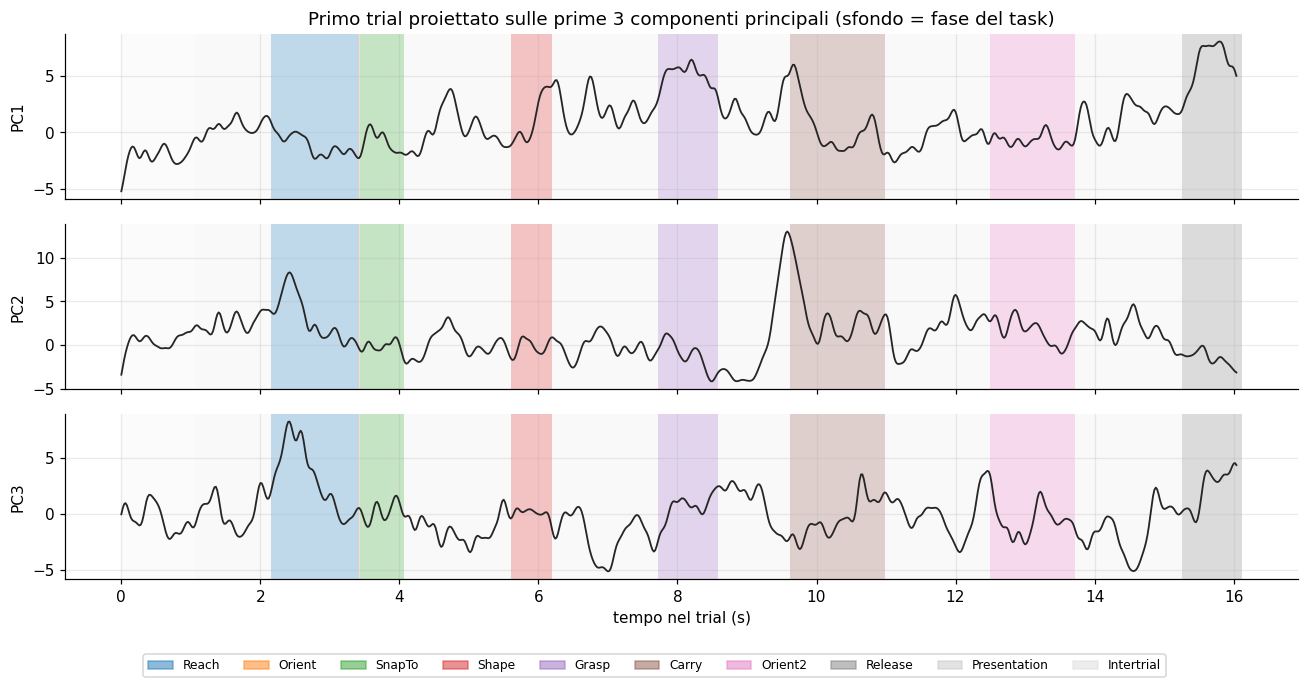 Primo trial proiettato sulle prime 3 componenti principali (sfondo = fase del task)
PC1
5
0
−5
PC2
10
5
0
−5
PC3
5
0
−5
0 2 4 6 8 10 12 14 16
tempo nel trial (s)
Reach Orient SnapTo Shape Grasp Carry Orient2 Release Presentation Intertrial